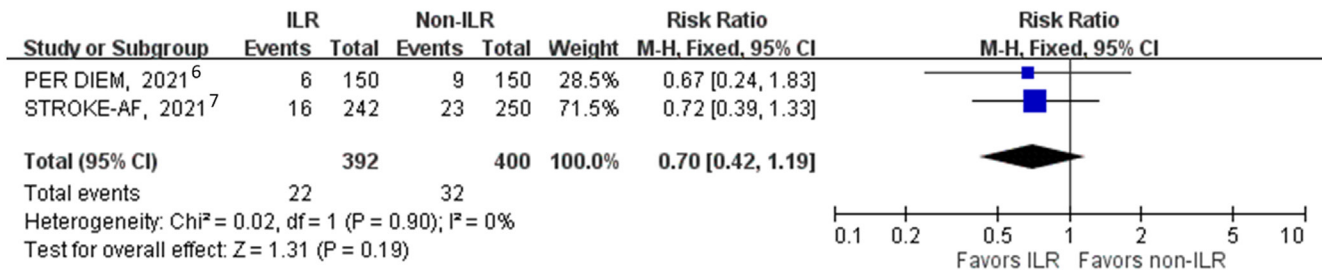 ILR Non-ILR Risk Ratio Risk Ratio
Study or Subgroup Events Total Events Total Weight M-H, Fixed, 95% CI M-H, Fixed, 95% CI
PER DIEM, 2021⁶ 6 150 9 150 28.5% 0.67 [0.24, 1.83]
STROKE-AF, 2021⁷ 16 242 23 250 71.5% 0.72 [0.39, 1.33]
Total (95% CI) 392 400 100.0% 0.70 [0.42, 1.19]
Total events 22 32
Heterogeneity: Chi² = 0.02, df = 1 (P = 0.90); I² = 0%
Test for overall effect: Z = 1.31 (P = 0.19)
0.1 0.2 0.5 1 2 5 10
Favors ILR Favors non-ILR